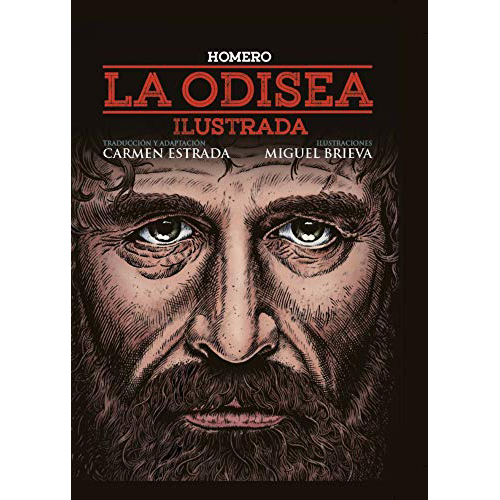 HOMERO
LA ODISEA
ILUSTRADA
TRADUCCIÓN Y ADAPTACIÓN
CARMEN ESTRADA
ILUSTRACIONES
MIGUEL BRIEVA